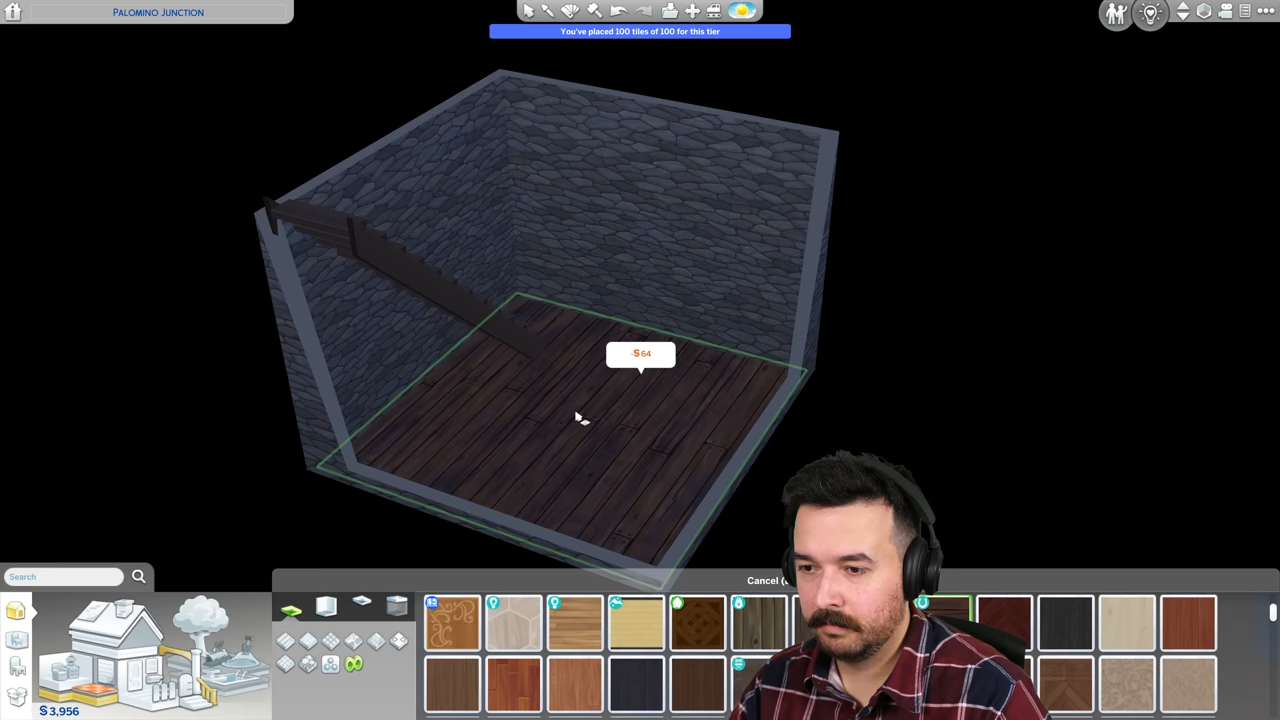 PALOMINO JUNCTION
You've placed 100 tiles of 100 for this tier
-$64
Cancel
Search
$3,956